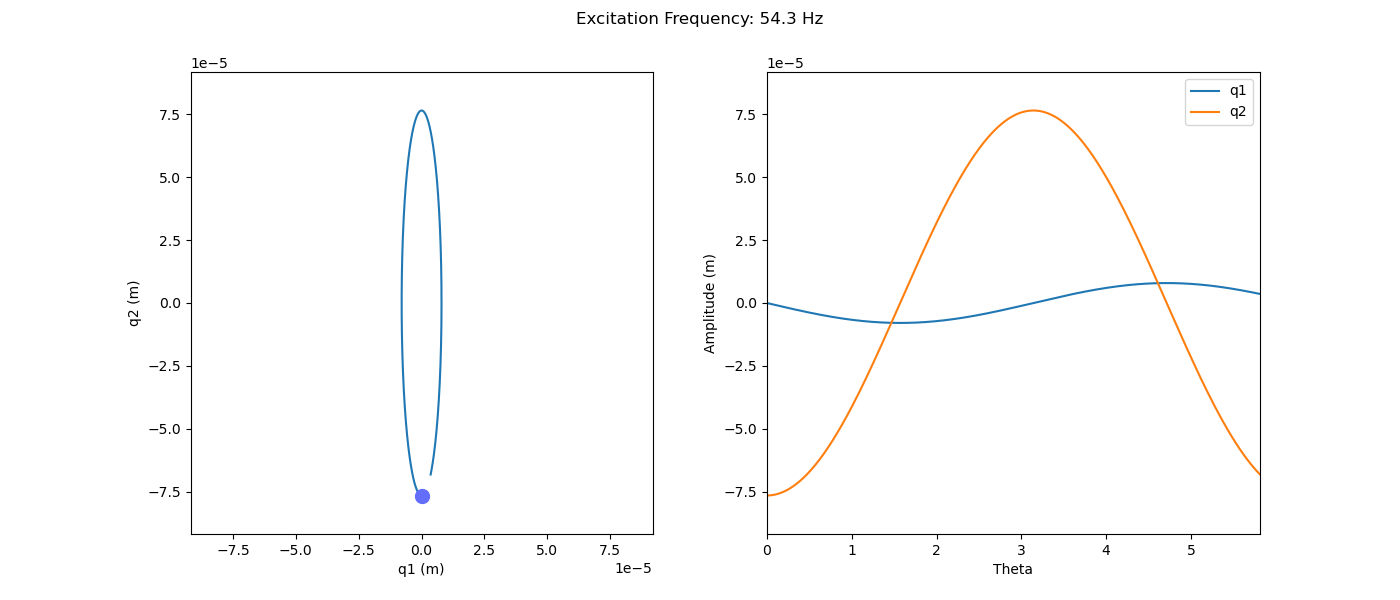 Excitation Frequency: 54.3 Hz
1e−5
7.5
5.0
2.5
0.0
−2.5
−5.0
−7.5
q2 (m)
−7.5 −5.0 −2.5 0.0 2.5 5.0 7.5
q1 (m)
1e−5
1e−5
7.5
5.0
2.5
0.0
−2.5
−5.0
−7.5
Amplitude (m)
q1
q2
0 1 2 3 4 5
Theta